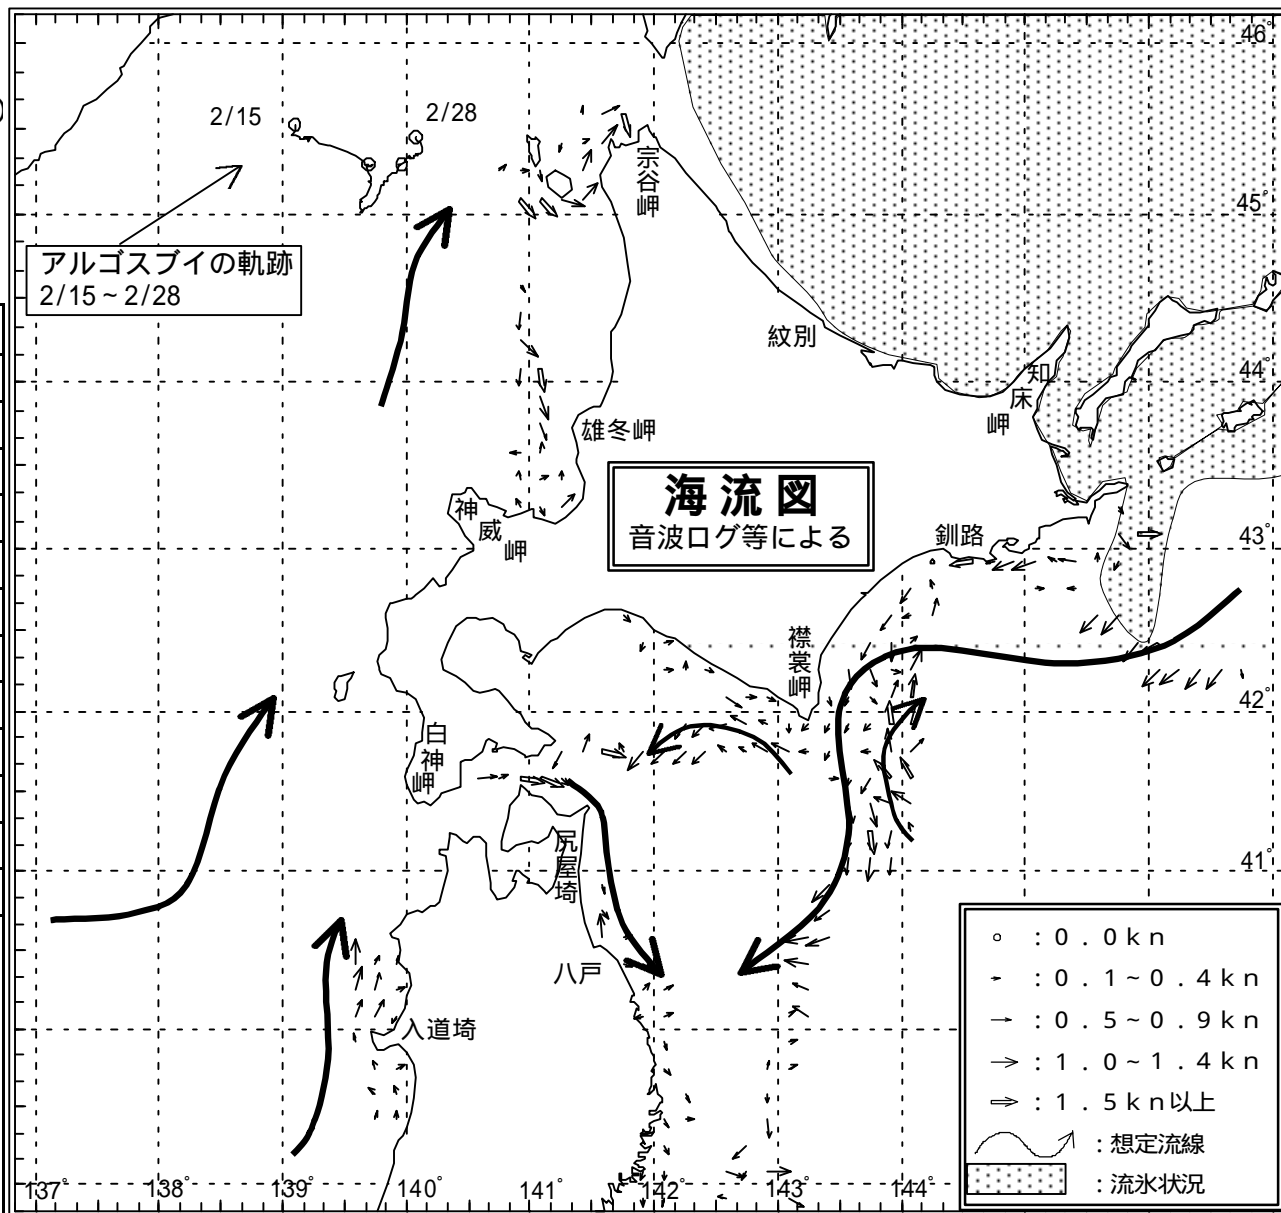 46°
2/15
2/28
宗谷岬
45°
アルゴスブイの軌跡
2/15~2/28
紋別
44°
知床岬
雄冬岬
海流図
音波ログ等による
神威岬
釧路
43°
襟裳岬
42°
白神岬
尻屋埼
41°
八戸
入道埼
:0.0kn
:0.1~0.4kn
:0.5~0.9kn
:1.0~1.4kn
:1.5kn以上
:想定流線
:流氷状況
137°
138°
139°
140°
141°
142°
143°
144°